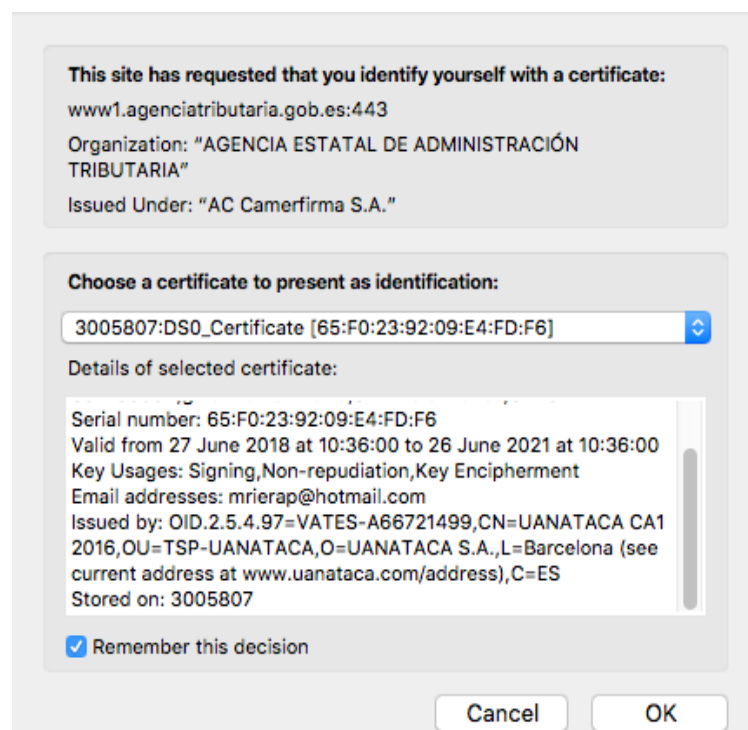 This site has requested that you identify yourself with a certificate:
www1.agenciatributaria.gob.es:443
Organization: “AGENCIA ESTATAL DE ADMINISTRACIÓN
TRIBUTARIA”
Issued Under: “AC Camerfirma S.A.”
Choose a certificate to present as identification:
3005807:DS0_Certificate [65:F0:23:92:09:E4:FD:F6]
Details of selected certificate:
Serial number: 65:F0:23:92:09:E4:FD:F6
Valid from 27 June 2018 at 10:36:00 to 26 June 2021 at 10:36:00
Key Usages: Signing,Non-repudiation,Key Encipherment
Email addresses: mrierap@hotmail.com
Issued by: OID.2.5.4.97=VATES-A66721499,CN=UANATACA CA1
2016,OU=TSP-UANATACA,O=UANATACA S.A.,L=Barcelona (see
current address at www.uanataca.com/address),C=ES
Stored on: 3005807
Remember this decision
Cancel OK